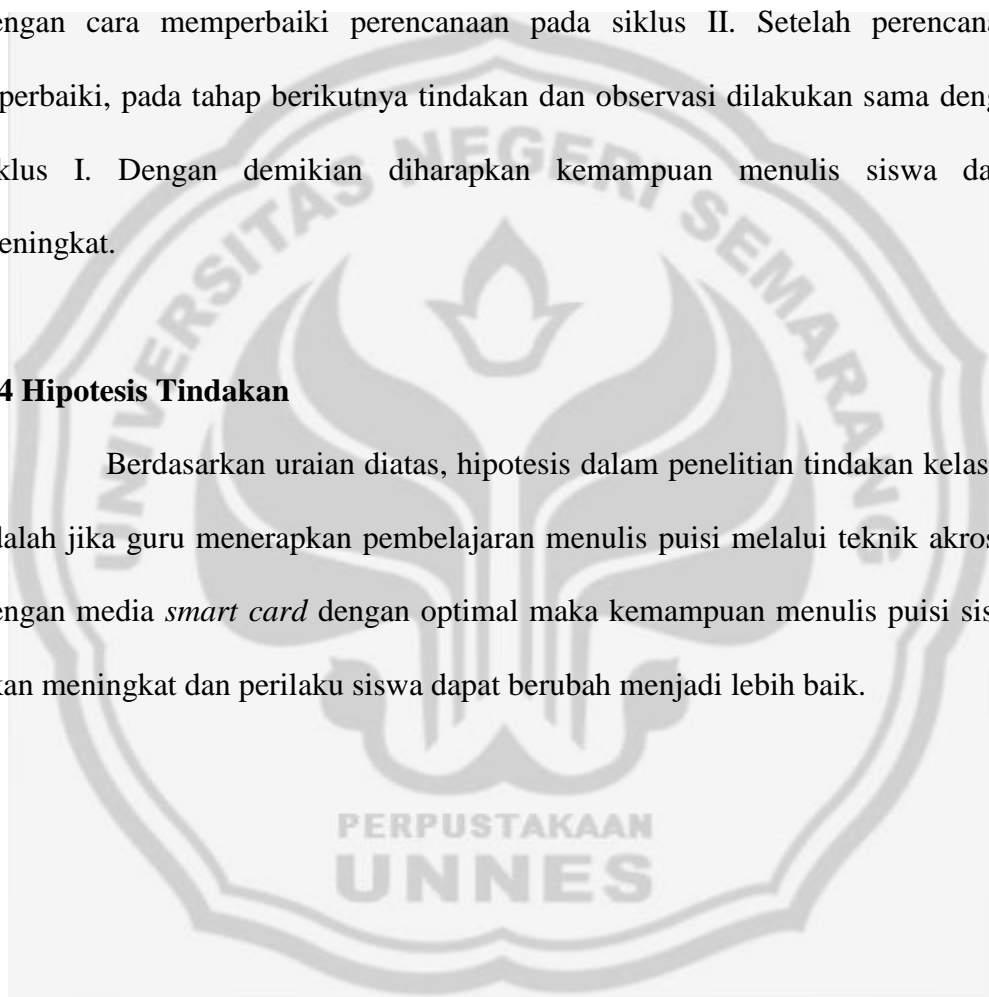 engan cara memperbaiki perencanaan pada siklus II. Setelah perencana
perbaiki, pada tahap berikutnya tindakan dan observasi dilakukan sama deng
klus I. Dengan demikian diharapkan kemampuan menulis siswa da
eningkat.
4 Hipotesis Tindakan
Berdasarkan uraian diatas, hipotesis dalam penelitian tindakan kelas
dalah jika guru menerapkan pembelajaran menulis puisi melalui teknik akros
engan media smart card dengan optimal maka kemampuan menulis puisi sis
kan meningkat dan perilaku siswa dapat berubah menjadi lebih baik.
UNIVERSITAS NEGERI SEMARANG
PERPUSTAKAAN
UNNES